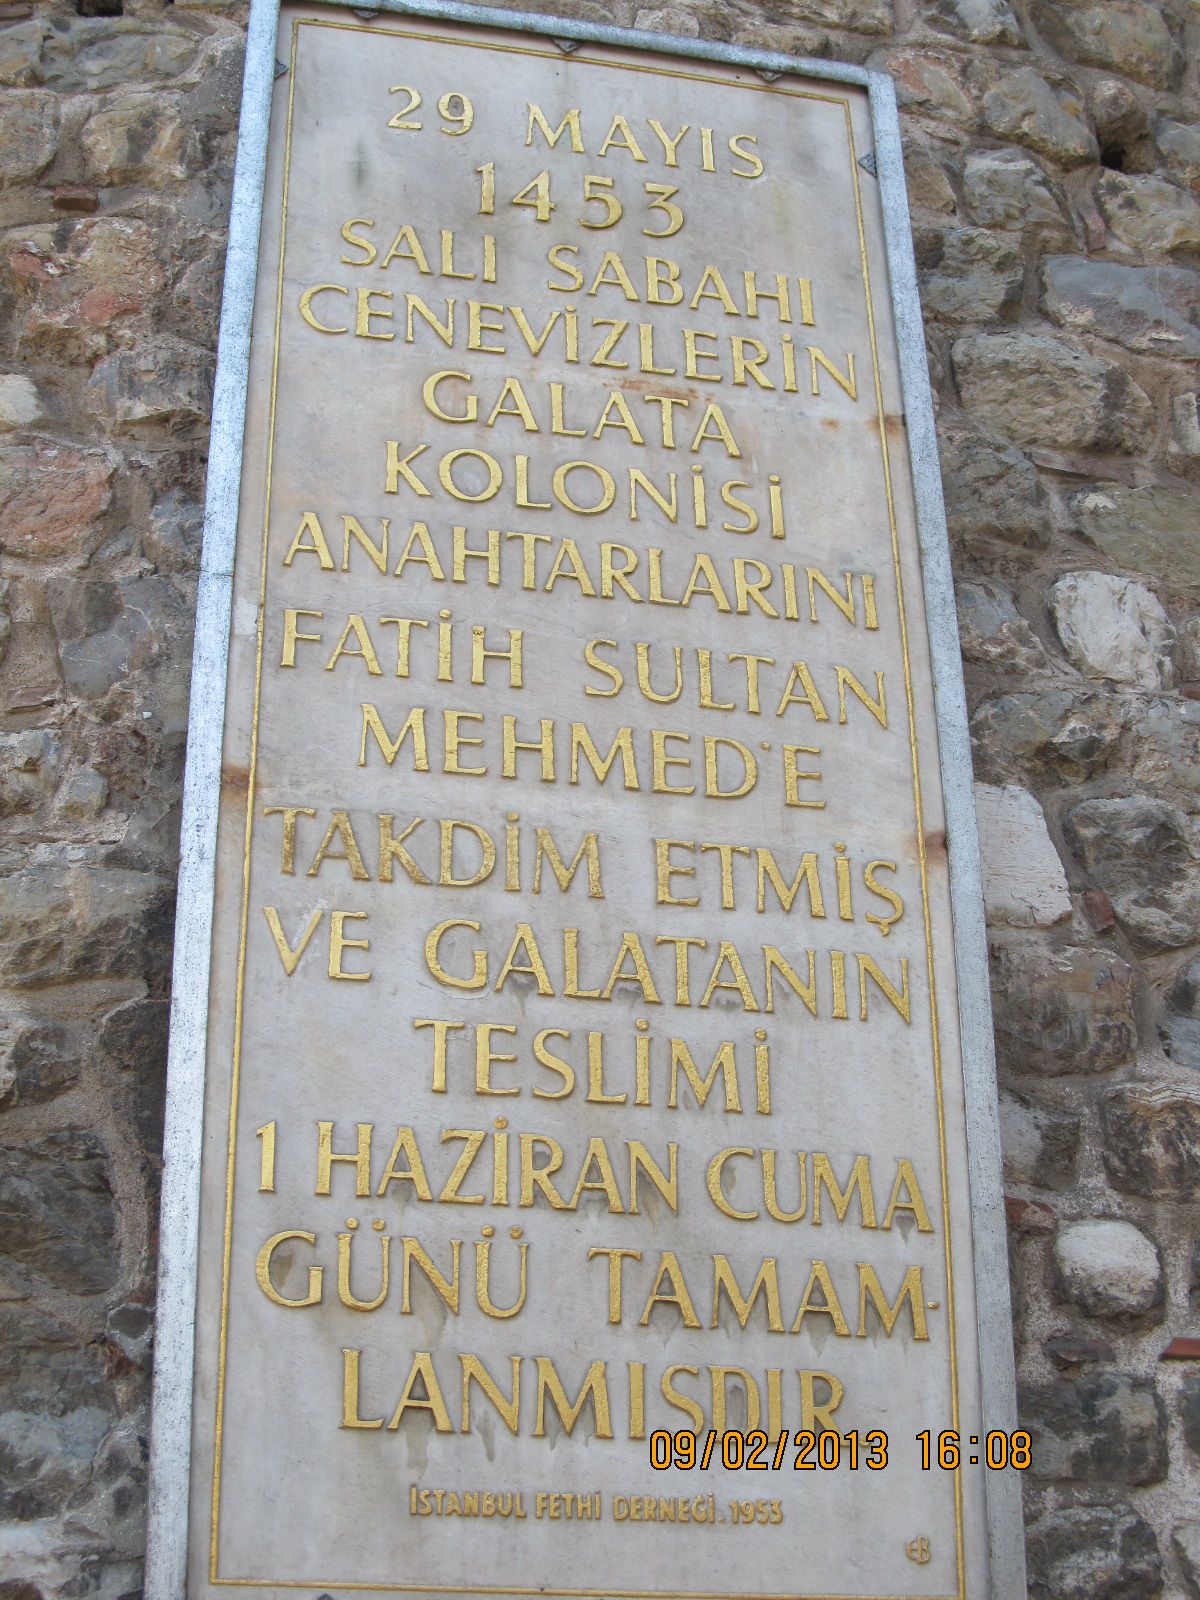 29 MAYIS
1453
SALI SABAHI
CENEVİZLERİN
GALATA
KOLONİSİ
ANAHTARLARINI
FATİH SULTAN
MEHMED'E
TAKDİM ETMİŞ
VE GALATANIN
TESLİMİ
1 HAZİRAN CUMA
GÜNÜ TAMAM-
LANMISDIR
09/02/2013 16:08
İSTANBUL FETHİ DERNEĞİ. 1953
EB